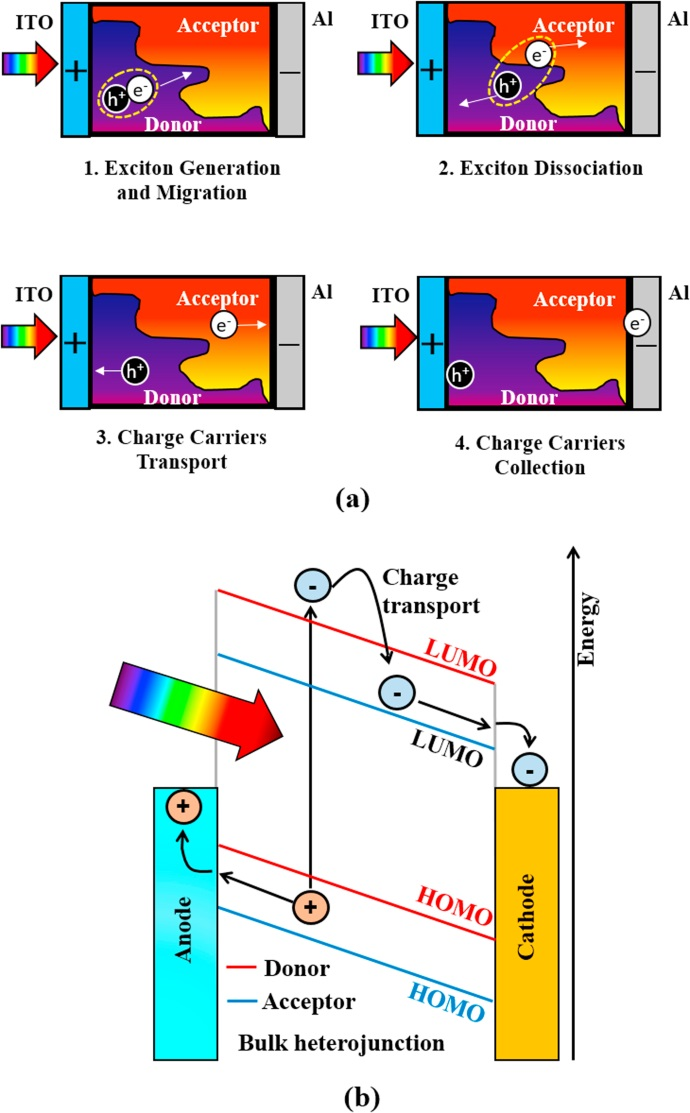 ITO
Acceptor
Al
+
h+
e-
−
Donor
1. Exciton Generation
and Migration
ITO
Acceptor
Al
+
e-
h+
−
Donor
2. Exciton Dissociation
ITO
Acceptor
Al
+
e-
h+
−
Donor
3. Charge Carriers
Transport
ITO
Acceptor
Al
+
e-
h+
−
Donor
4. Charge Carriers
Collection
(a)
-
Charge
transport
Energy
LUMO
-
LUMO
-
+
HOMO
+
Anode
Cathode
Donor
HOMO
Acceptor
Bulk heterojunction
(b)